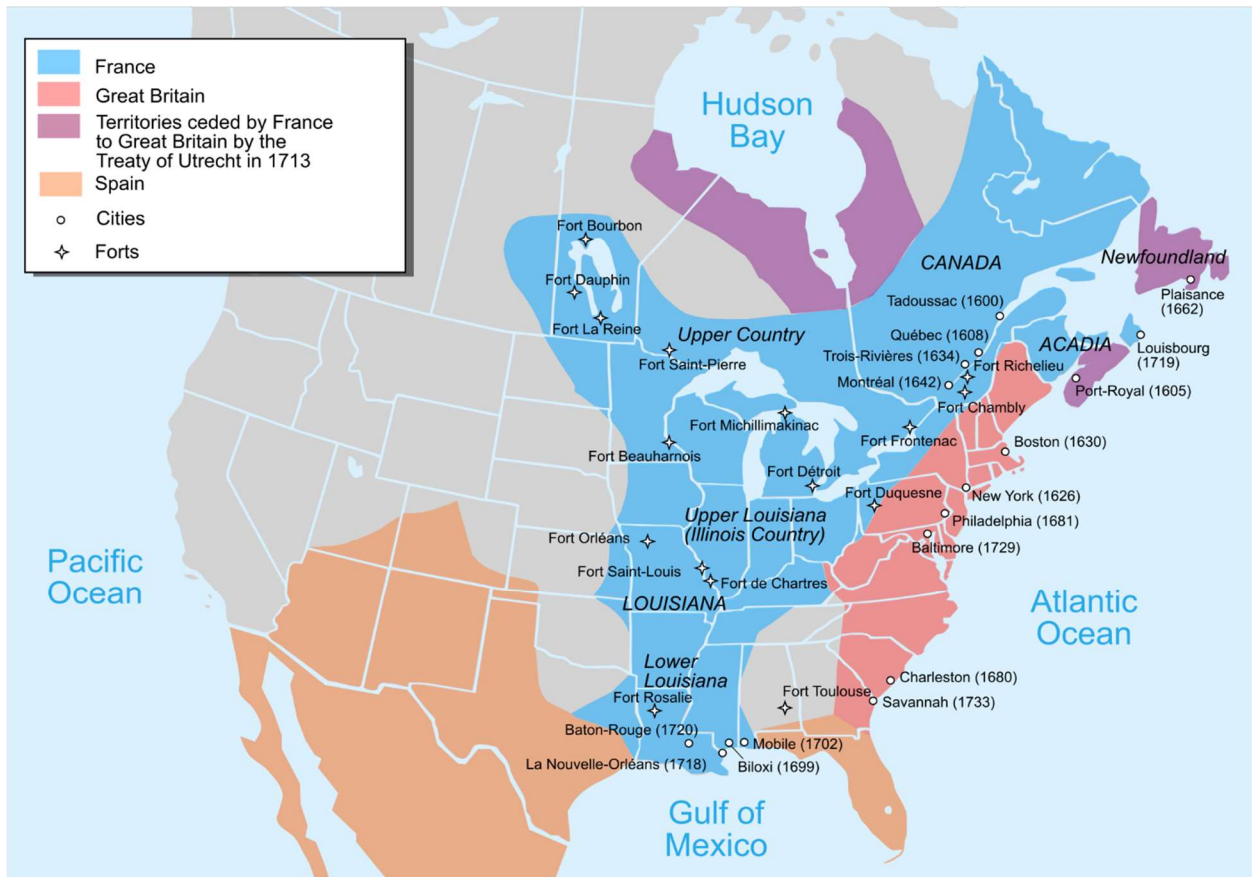 France
Great Britain
Territories ceded by France
to Great Britain by the
Treaty of Utrecht in 1713
Spain
Cities
Forts
Hudson
Bay
Fort Bourbon
Fort Dauphin
Fort La Reine
Upper Country
Fort Saint-Pierre
CANADA
Newfoundland
Plaisance
(1662)
Tadoussac (1600)
Québec (1608)
ACADIA
Louisbourg
(1719)
Trois-Rivières (1634)
Fort Richelieu
Montréal (1642)
Port-Royal (1605)
Fort Chambly
Fort Michillimakinac
Fort Frontenac
Fort Beauharnois
Boston (1630)
Fort Détroit
Fort Duquesne
New York (1626)
Philadelphia (1681)
Baltimore (1729)
Upper Louisiana
(Illinois Country)
Fort Orléans
Fort Saint-Louis
Fort de Chartres
LOUISIANA
Pacific
Ocean
Atlantic
Ocean
Lower
Louisiana
Fort Rosalie
Fort Toulouse
Charleston (1680)
Savannah (1733)
Baton-Rouge (1720)
Mobile (1702)
La Nouvelle-Orléans (1718)
Biloxi (1699)
Gulf of
Mexico